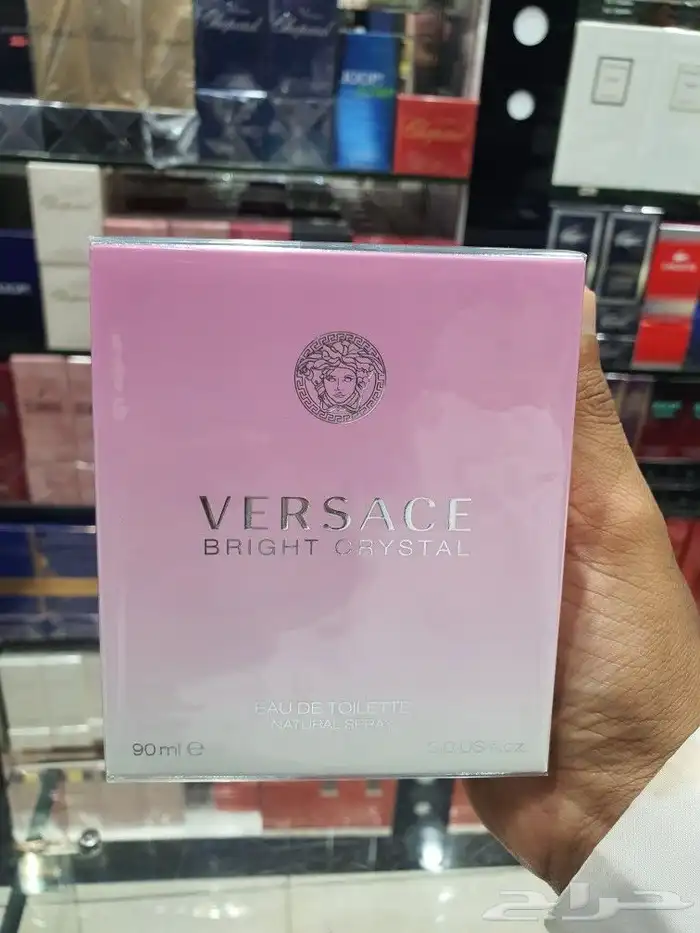 Chopard
Chopard
JOOP!
Chopard
Chopard
VERSACE
BRIGHT CRYSTAL
EAU DE TOILETTE
NATURAL SPRAY
90 ml e
3.0 US fl.oz
حراج